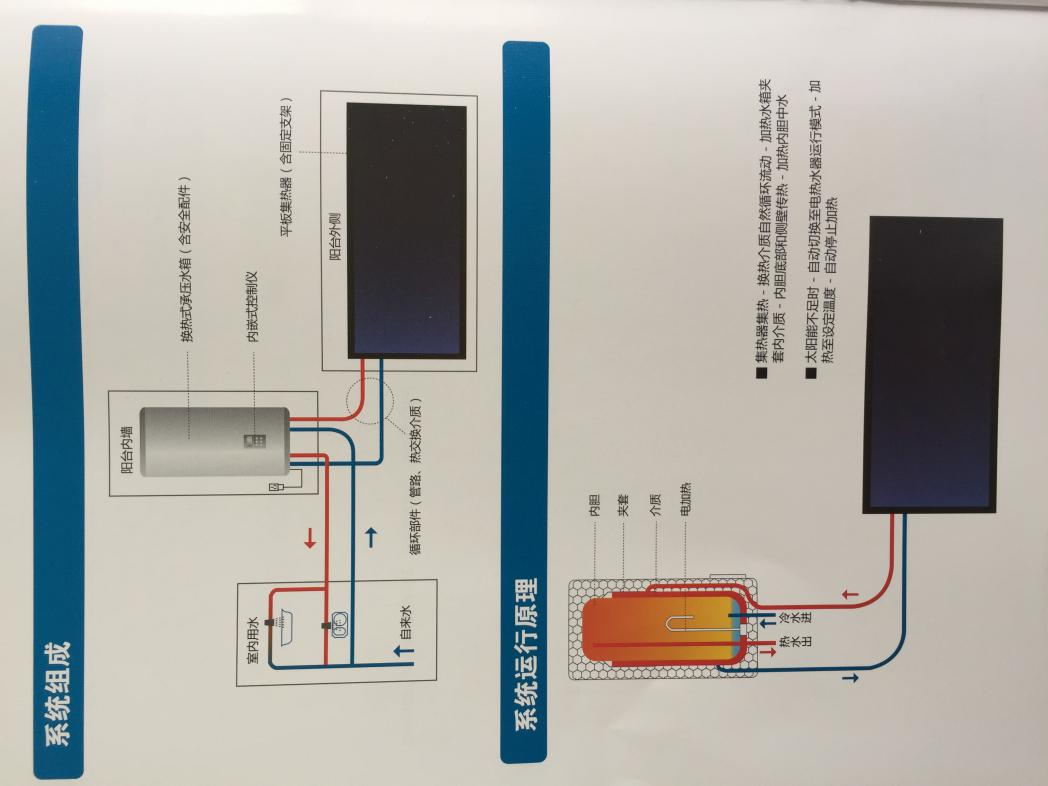 系统组成
阳台内墙
换热式承压水箱（含安全配件）
内嵌式控制仪
平板集热器（含固定支架）
阳台外侧
循环部件（管路、热交换介质）
室内用水
自来水
系统运行原理
内胆
夹套
介质
电加热
热水出
冷水进
■ 集热器集热 - 换热介质自然循环流动 - 加热水箱夹
套内介质 - 内胆底部和侧壁传热 - 加热内胆中水
■ 太阳能不足时 - 自动切换至电热水器运行模式 - 加
热至设定温度 - 自动停止加热